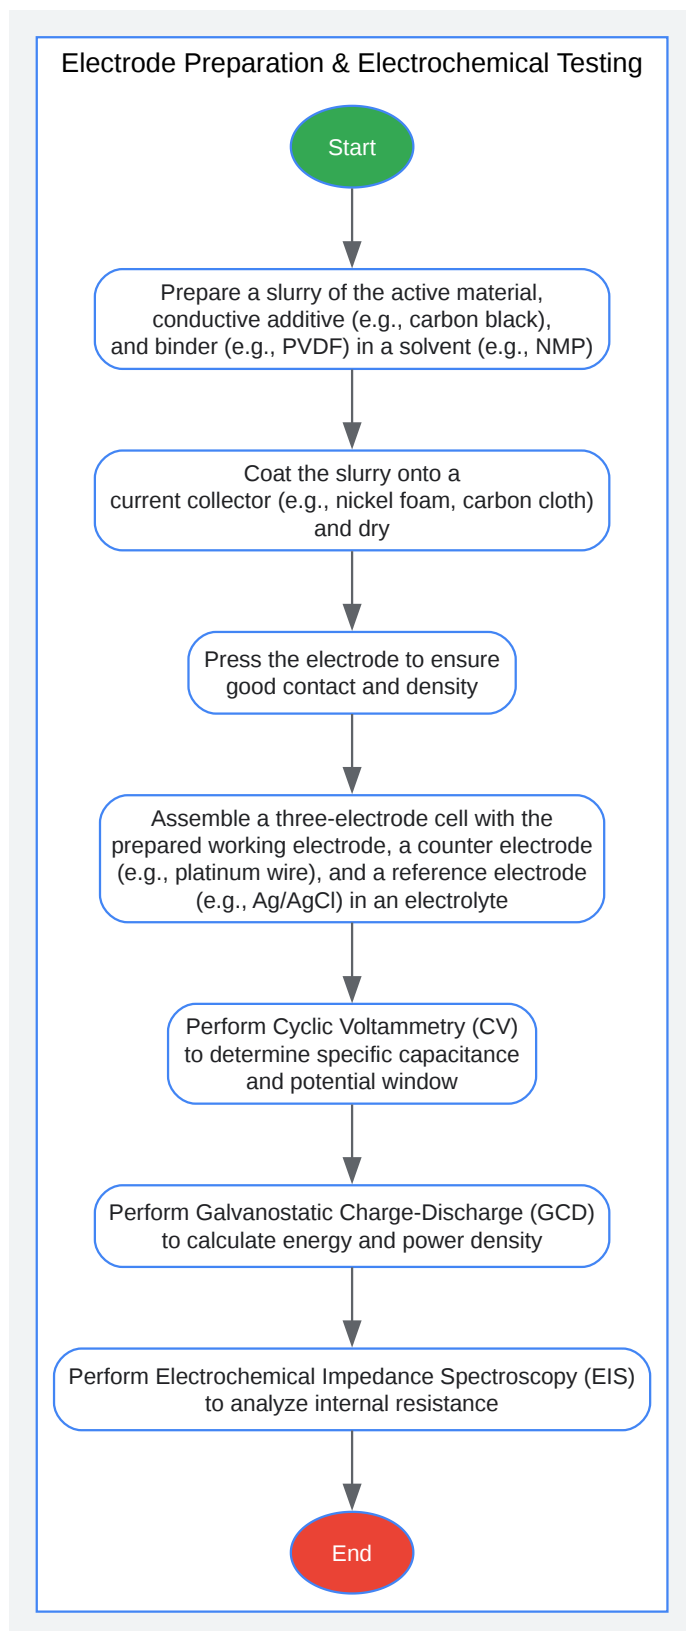 Electrode Preparation & Electrochemical Testing
Start
Prepare a slurry of the active material,
conductive additive (e.g., carbon black),
and binder (e.g., PVDF) in a solvent (e.g., NMP)
Coat the slurry onto a
current collector (e.g., nickel foam, carbon cloth)
and dry
Press the electrode to ensure
good contact and density
Assemble a three-electrode cell with the
prepared working electrode, a counter electrode
(e.g., platinum wire), and a reference electrode
(e.g., Ag/AgCl) in an electrolyte
Perform Cyclic Voltammetry (CV)
to determine specific capacitance
and potential window
Perform Galvanostatic Charge-Discharge (GCD)
to calculate energy and power density
Perform Electrochemical Impedance Spectroscopy (EIS)
to analyze internal resistance
End